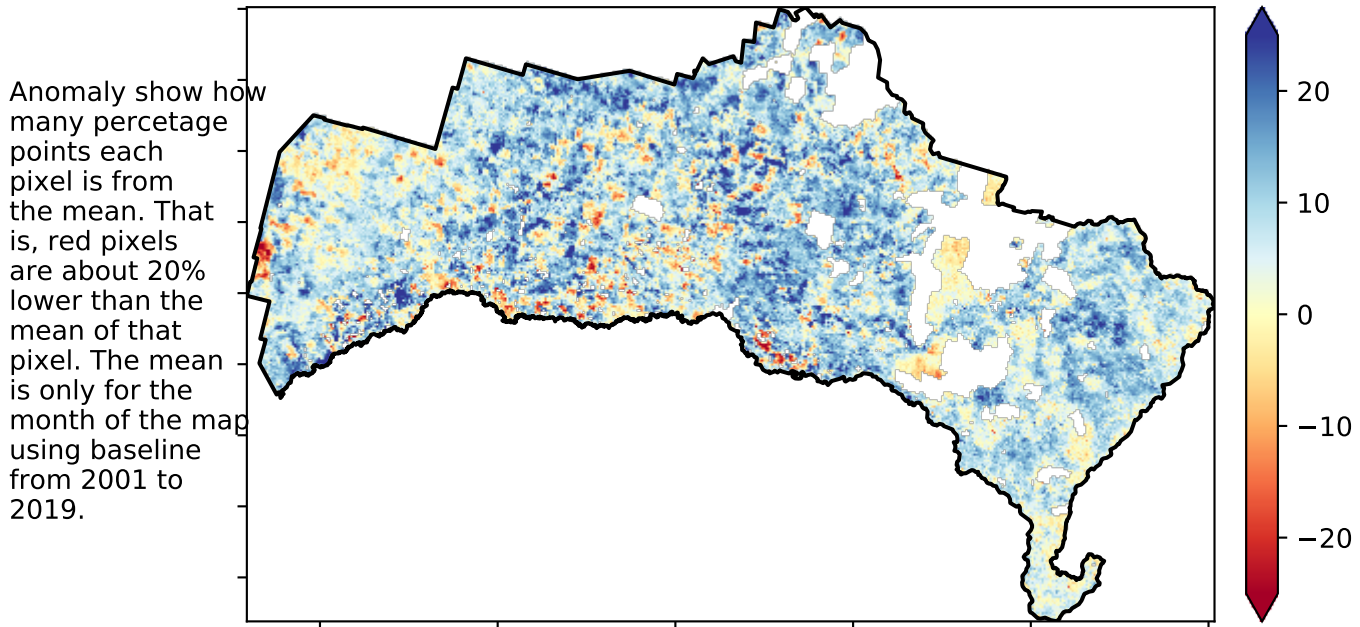 Anomaly show how
many percetage
points each
pixel is from
the mean. That
is, red pixels
are about 20%
lower than the
mean of that
pixel. The mean
is only for the
month of the map
using baseline
from 2001 to
2019.
20
10
0
−10
−20